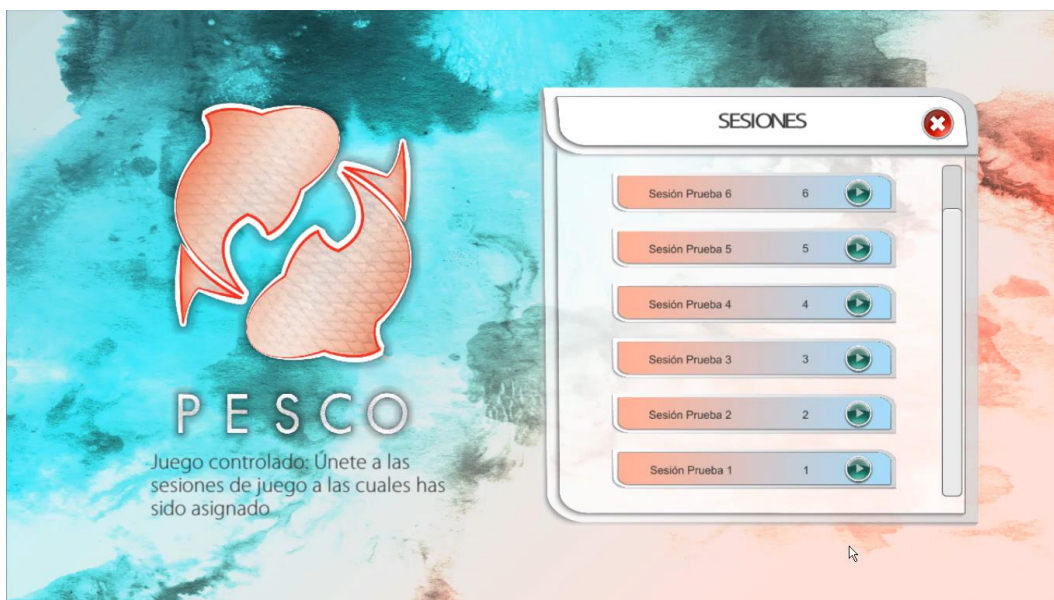 PESCO
Juego controlado: Únete a las
sesiones de juego a las cuales has
sido asignado
SESIONES
Sesión Prueba 6 6
Sesión Prueba 5 5
Sesión Prueba 4 4
Sesión Prueba 3 3
Sesión Prueba 2 2
Sesión Prueba 1 1